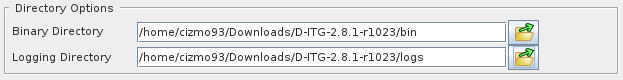 Directory Options
Binary Directory /home/cizmo93/Downloads/D-ITG-2.8.1-r1023/bin
Logging Directory /home/cizmo93/Downloads/D-ITG-2.8.1-r1023/logs